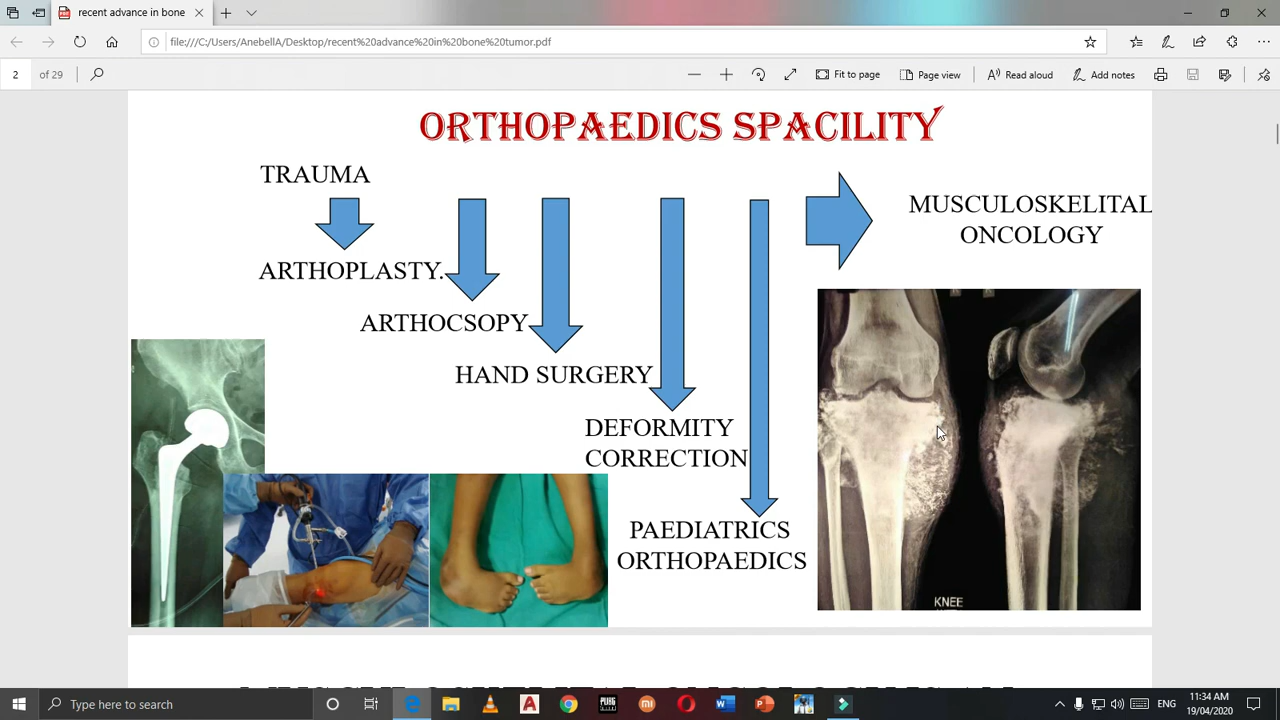 recent advance in bone
file:///C:/Users/AnebellA/Desktop/recent%20advance%20in%20bone%20tumor.pdf
2 of 29
Fit to page
Page view
Read aloud
Add notes
ORTHOPAEDICS SPACILITY
TRAUMA
ARTHOPLASTY.
ARTHOCSOPY
HAND SURGERY
DEFORMITY
CORRECTION
PAEDIATRICS
ORTHOPAEDICS
MUSCULOSKELITAL
ONCOLOGY
KNEE
Type here to search
PUBG
ENG
11:34 AM
19/04/2020